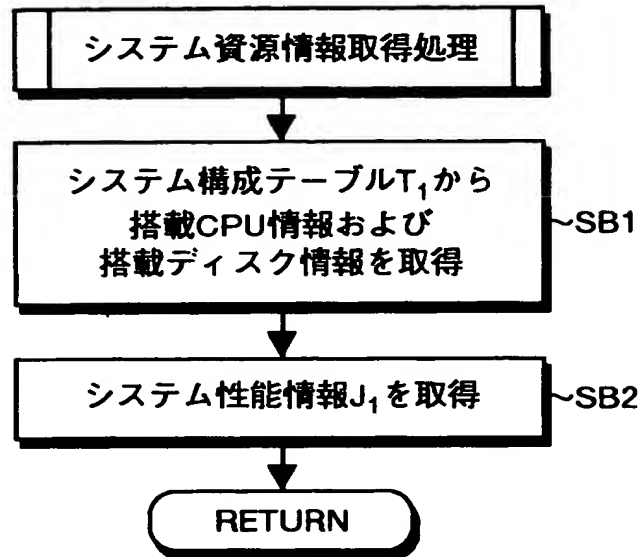 システム資源情報取得処理
システム構成テーブルT₁から
搭載CPU情報および
搭載ディスク情報を取得
~SB1
システム性能情報J₁を取得
~SB2
RETURN